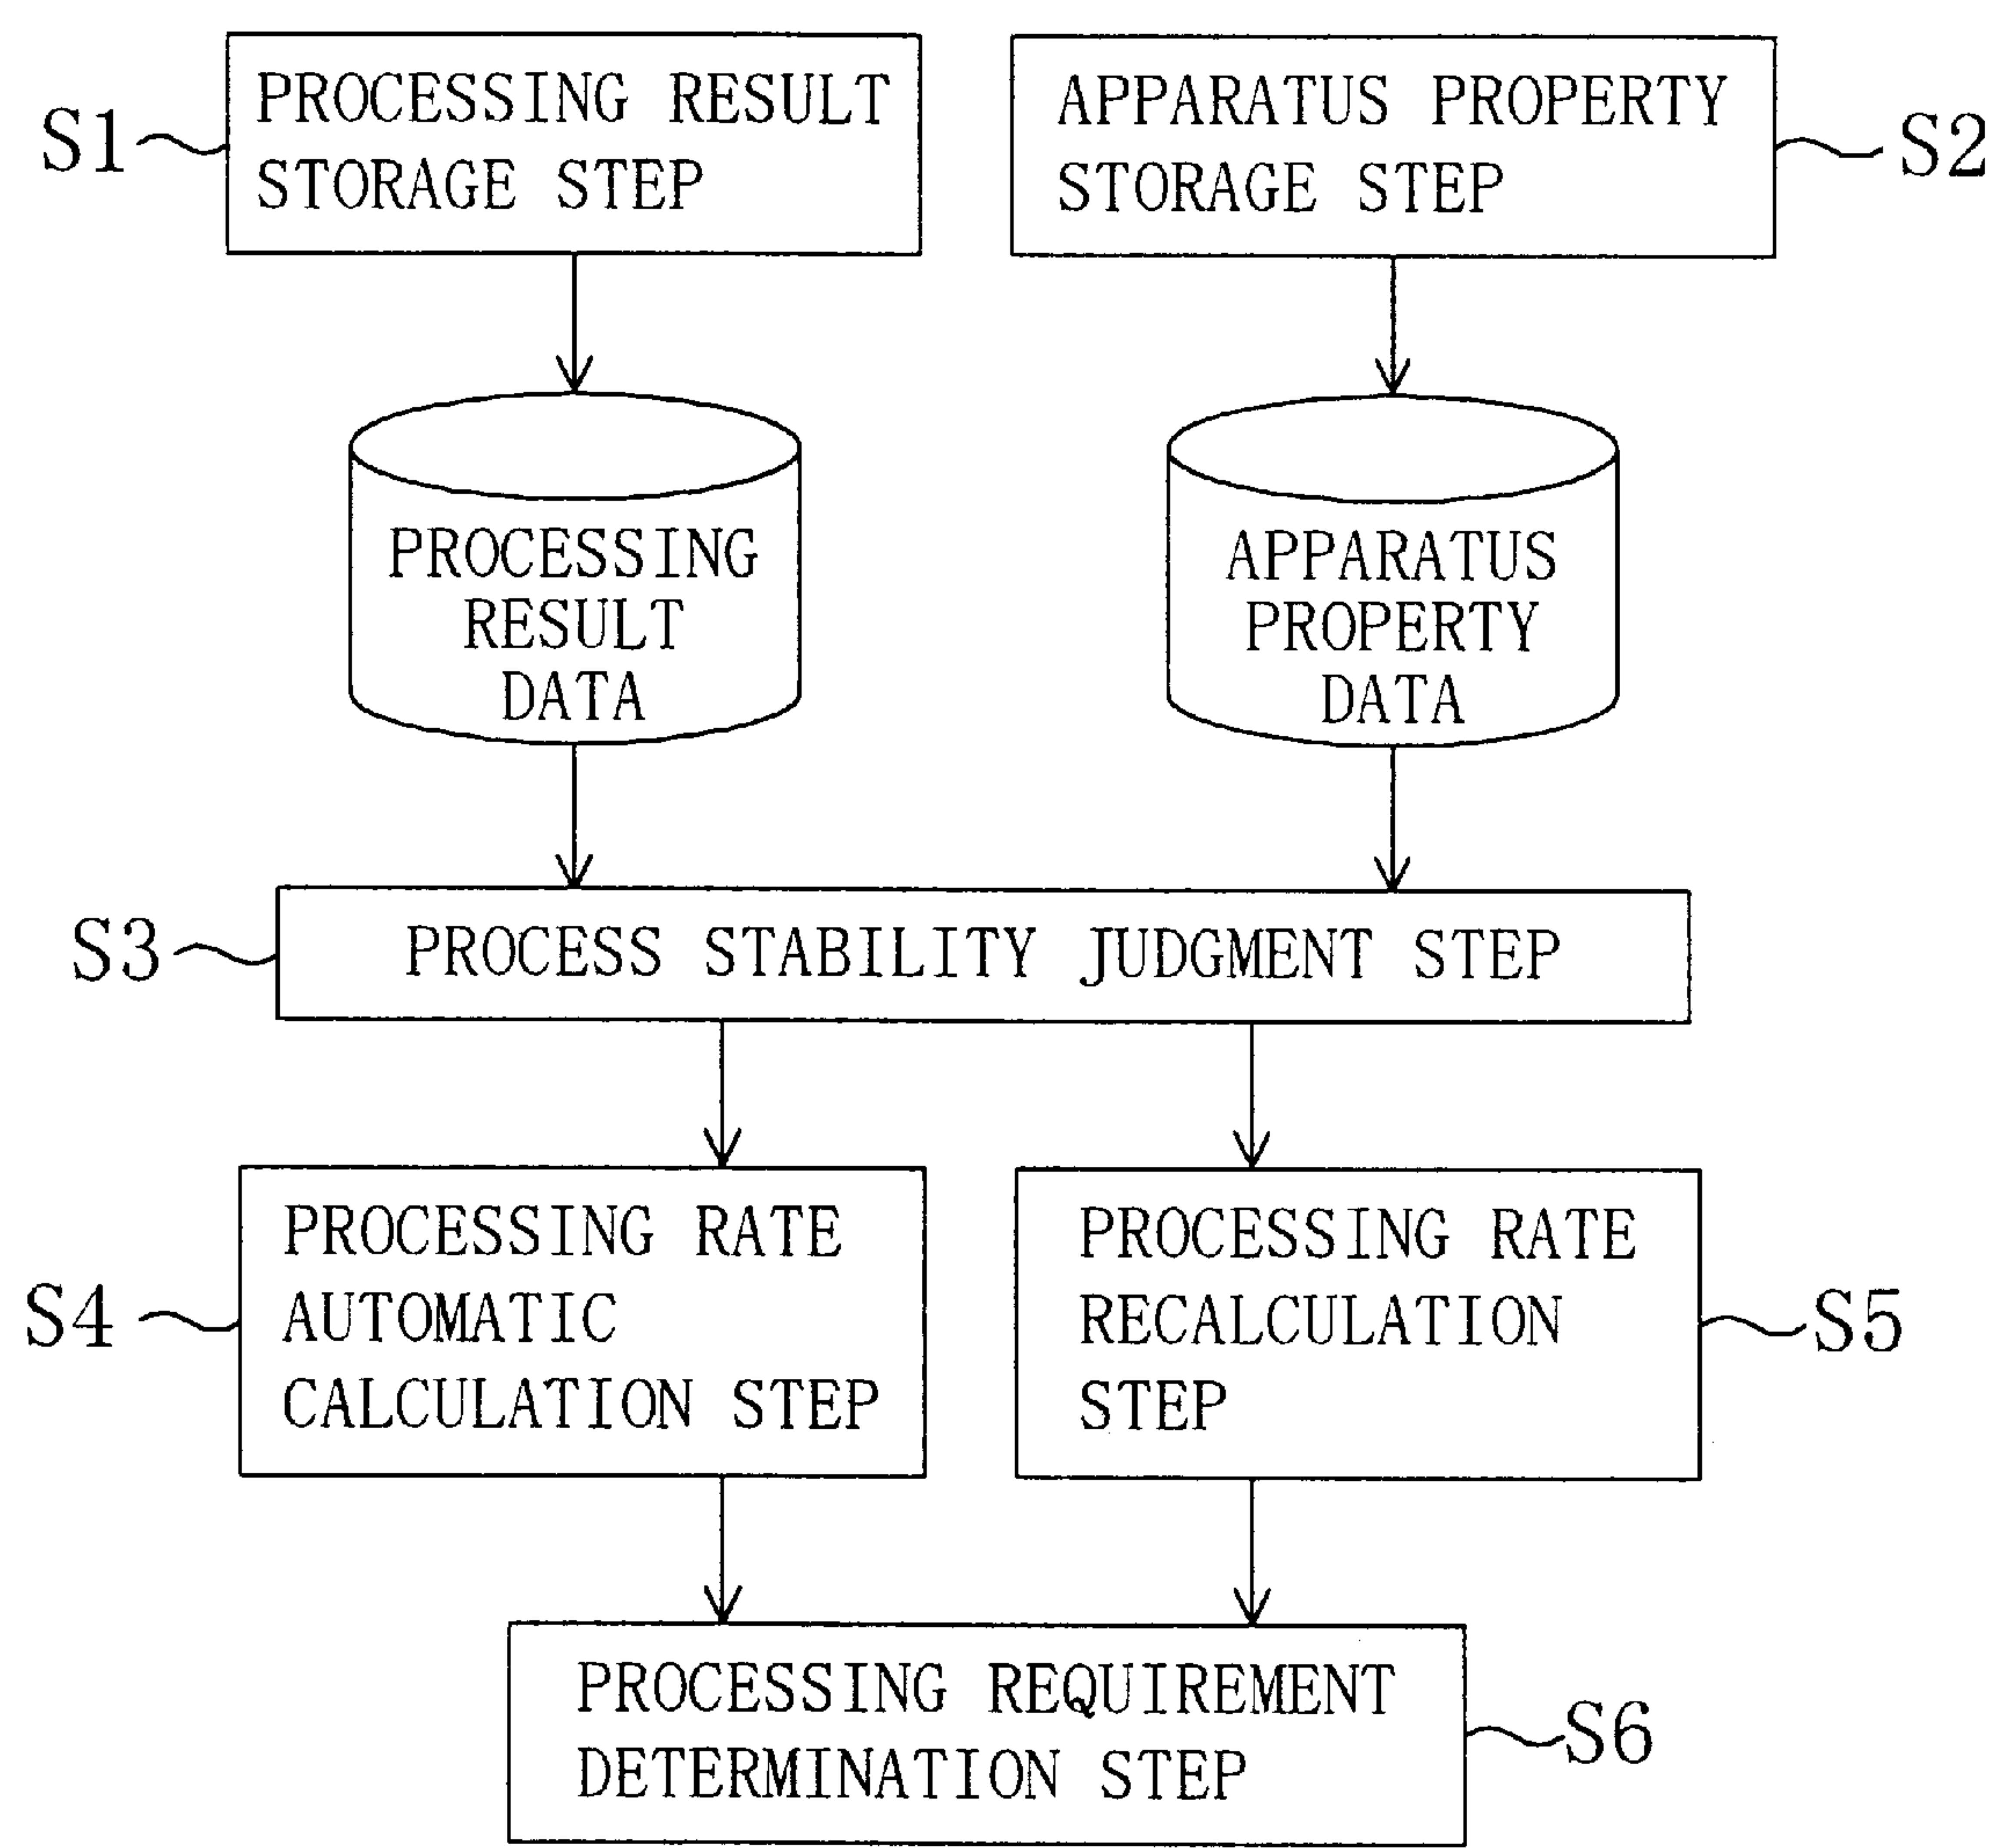 S1
PROCESSING RESULT
STORAGE STEP
APPARATUS PROPERTY
STORAGE STEP
S2
PROCESSING
RESULT
DATA
APPARATUS
PROPERTY
DATA
S3
PROCESS STABILITY JUDGMENT STEP
S4
PROCESSING RATE
AUTOMATIC
CALCULATION STEP
PROCESSING RATE
RECALCULATION
STEP
S5
PROCESSING REQUIREMENT
DETERMINATION STEP
S6